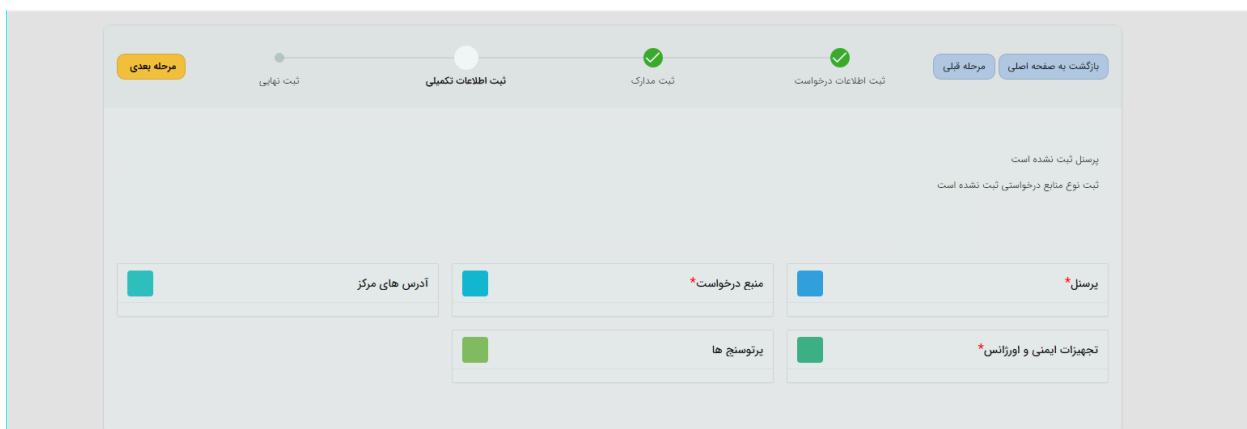 بازگشت به صفحه اصلی
مرحله قبلی
ثبت اطلاعات درخواست
ثبت مدارک
ثبت اطلاعات تکمیلی
ثبت نهایی
مرحله بعدی
پرسنل ثبت نشده است
ثبت نوع منابع درخواستی ثبت نشده است
پرسنل*
منبع درخواست*
آدرس های مرکز
تجهیزات ایمنی و اورژانس*
پرتوسنج ها